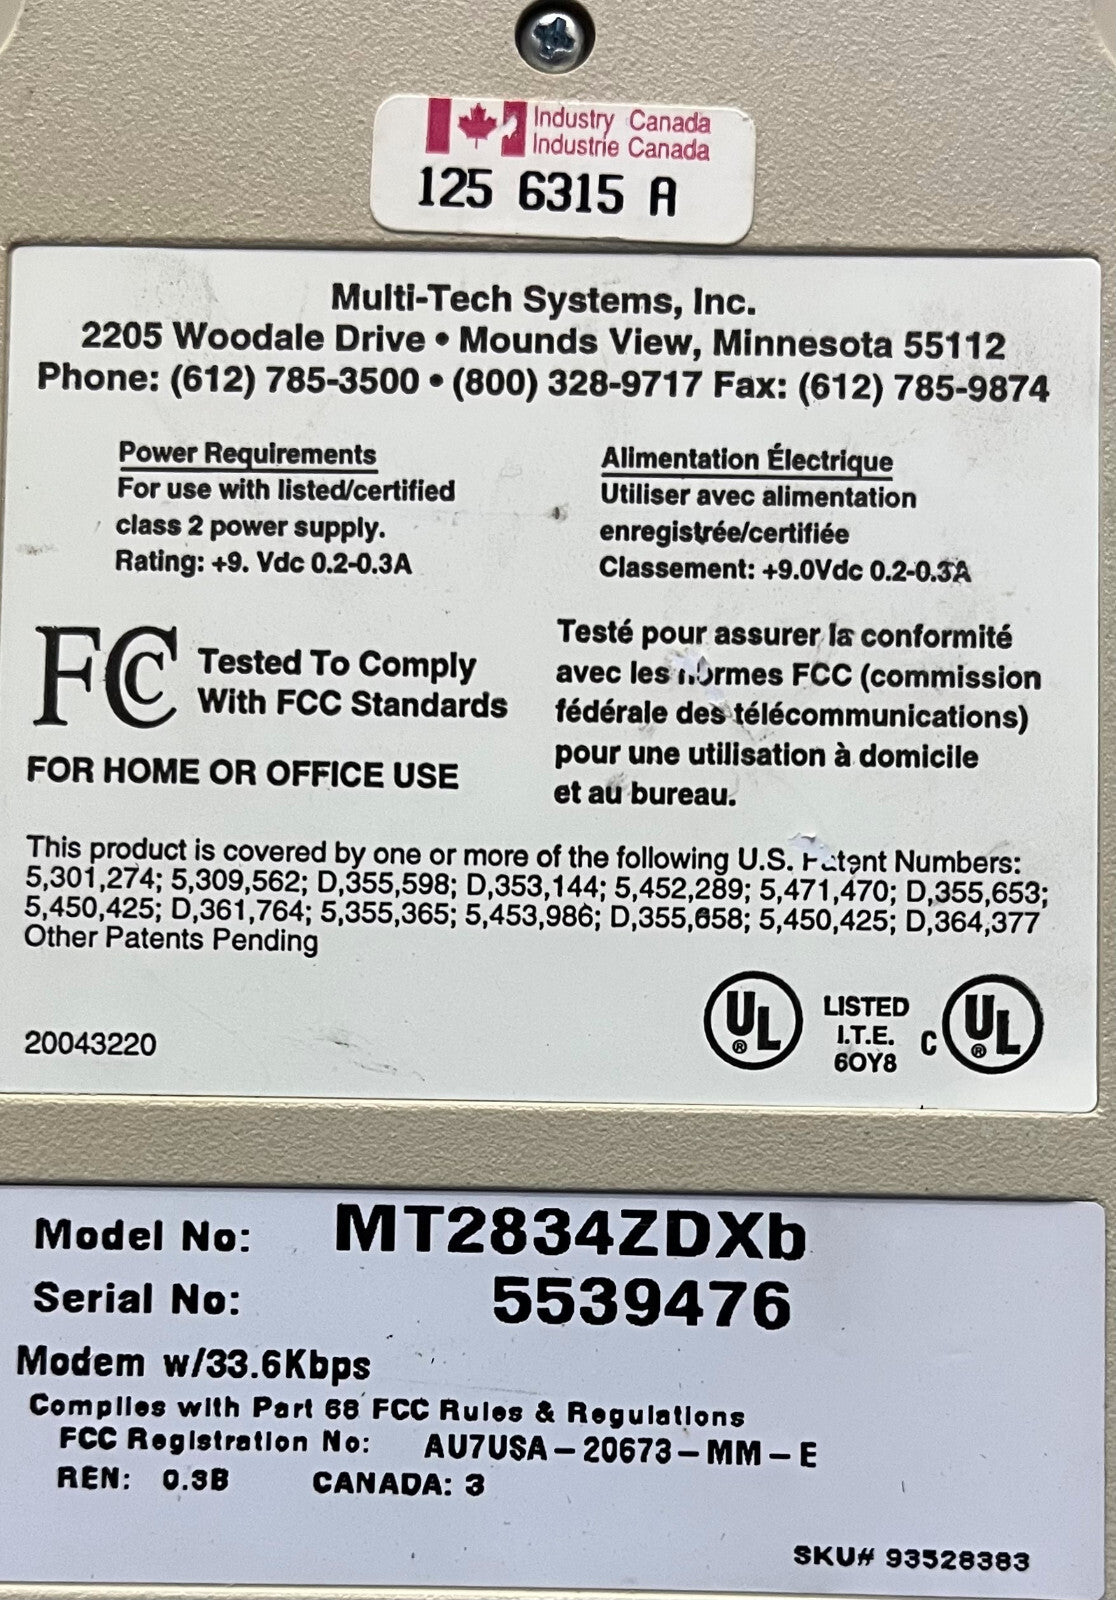 Industry Canada
Industrie Canada
125 6315 A
Multi-Tech Systems, Inc.
2205 Woodale Drive • Mounds View, Minnesota 55112
Phone: (612) 785-3500 • (800) 328-9717 Fax: (612) 785-9874
Power Requirements
For use with listed/certified
class 2 power supply.
Rating: +9. Vdc 0.2-0.3A
Alimentation Électrique
Utiliser avec alimentation
enregistrée/certifiée
Classement: +9.0Vdc 0.2-0.3A
FC
Tested To Comply
With FCC Standards
FOR HOME OR OFFICE USE
Testé pour assurer la conformité
avec les normes FCC (commission
fédérale des télécommunications)
pour une utilisation à domicile
et au bureau.
This product is covered by one or more of the following U.S. Patent Numbers:
5,301,274; 5,309,562; D,355,598; D,353,144; 5,452,289; 5,471,470; D,355,653;
5,450,425; D,361,764; 5,355,365; 5,453,986; D,355,658; 5,450,425; D,364,377
Other Patents Pending
20043220
UL ®
LISTED
I.T.E.
6OY8
C UL ®
Model No: MT2834ZDXb
Serial No: 5539476
Modem w/33.6Kbps
Complies with Part 68 FCC Rules & Regulations
FCC Registration No: AU7USA-20673-MM-E
REN: 0.3B CANADA: 3
SKU# 93528383